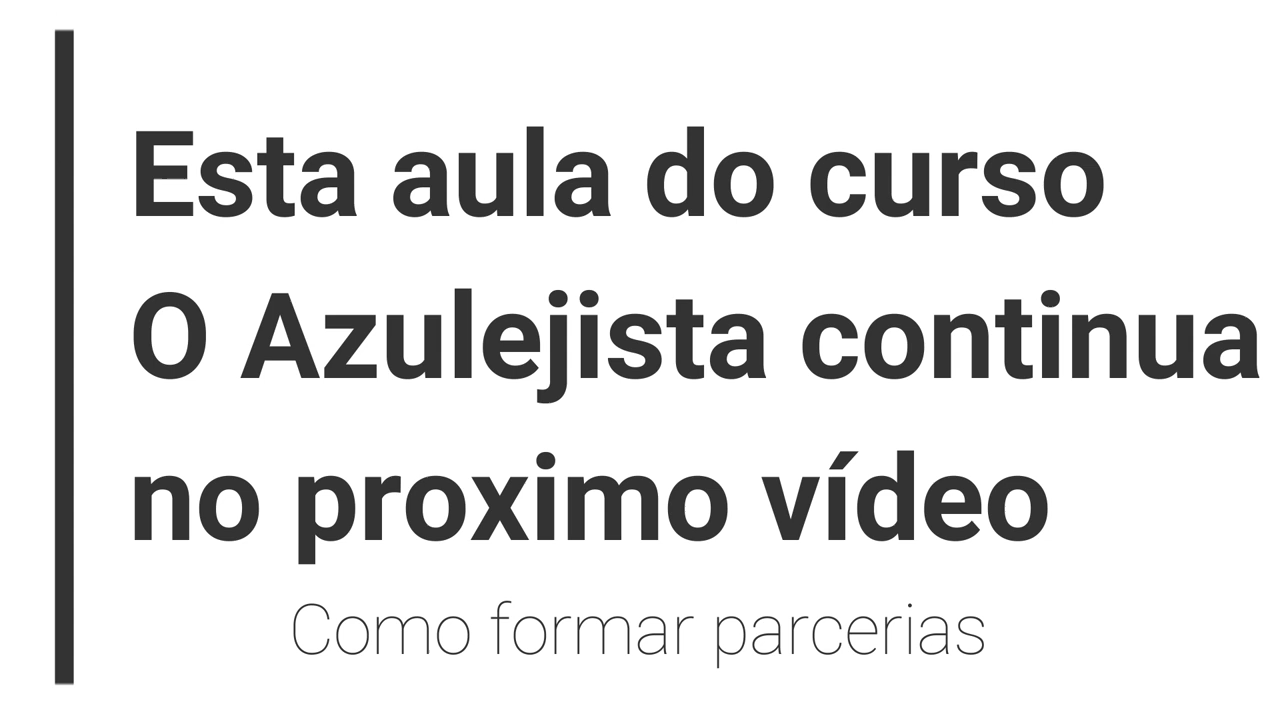 Esta aula do curso
O Azulejista continua
no proximo vídeo
Como formar parcerias